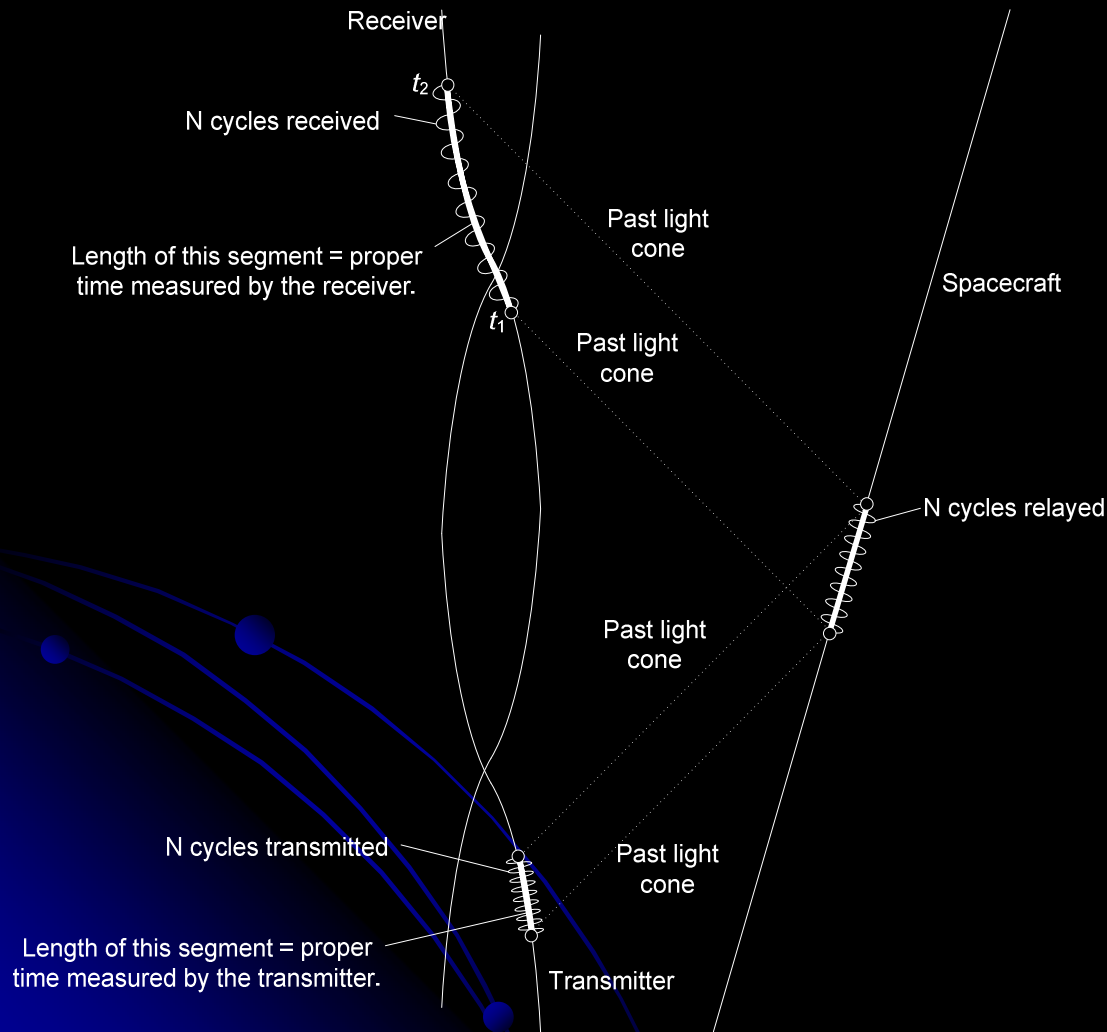 Receiver
t2
N cycles received
Past light
cone
Length of this segment = proper
time measured by the receiver.
Spacecraft
t1
Past light
cone
N cycles relayed
Past light
cone
N cycles transmitted
Past light
cone
Length of this segment = proper
time measured by the transmitter.
Transmitter